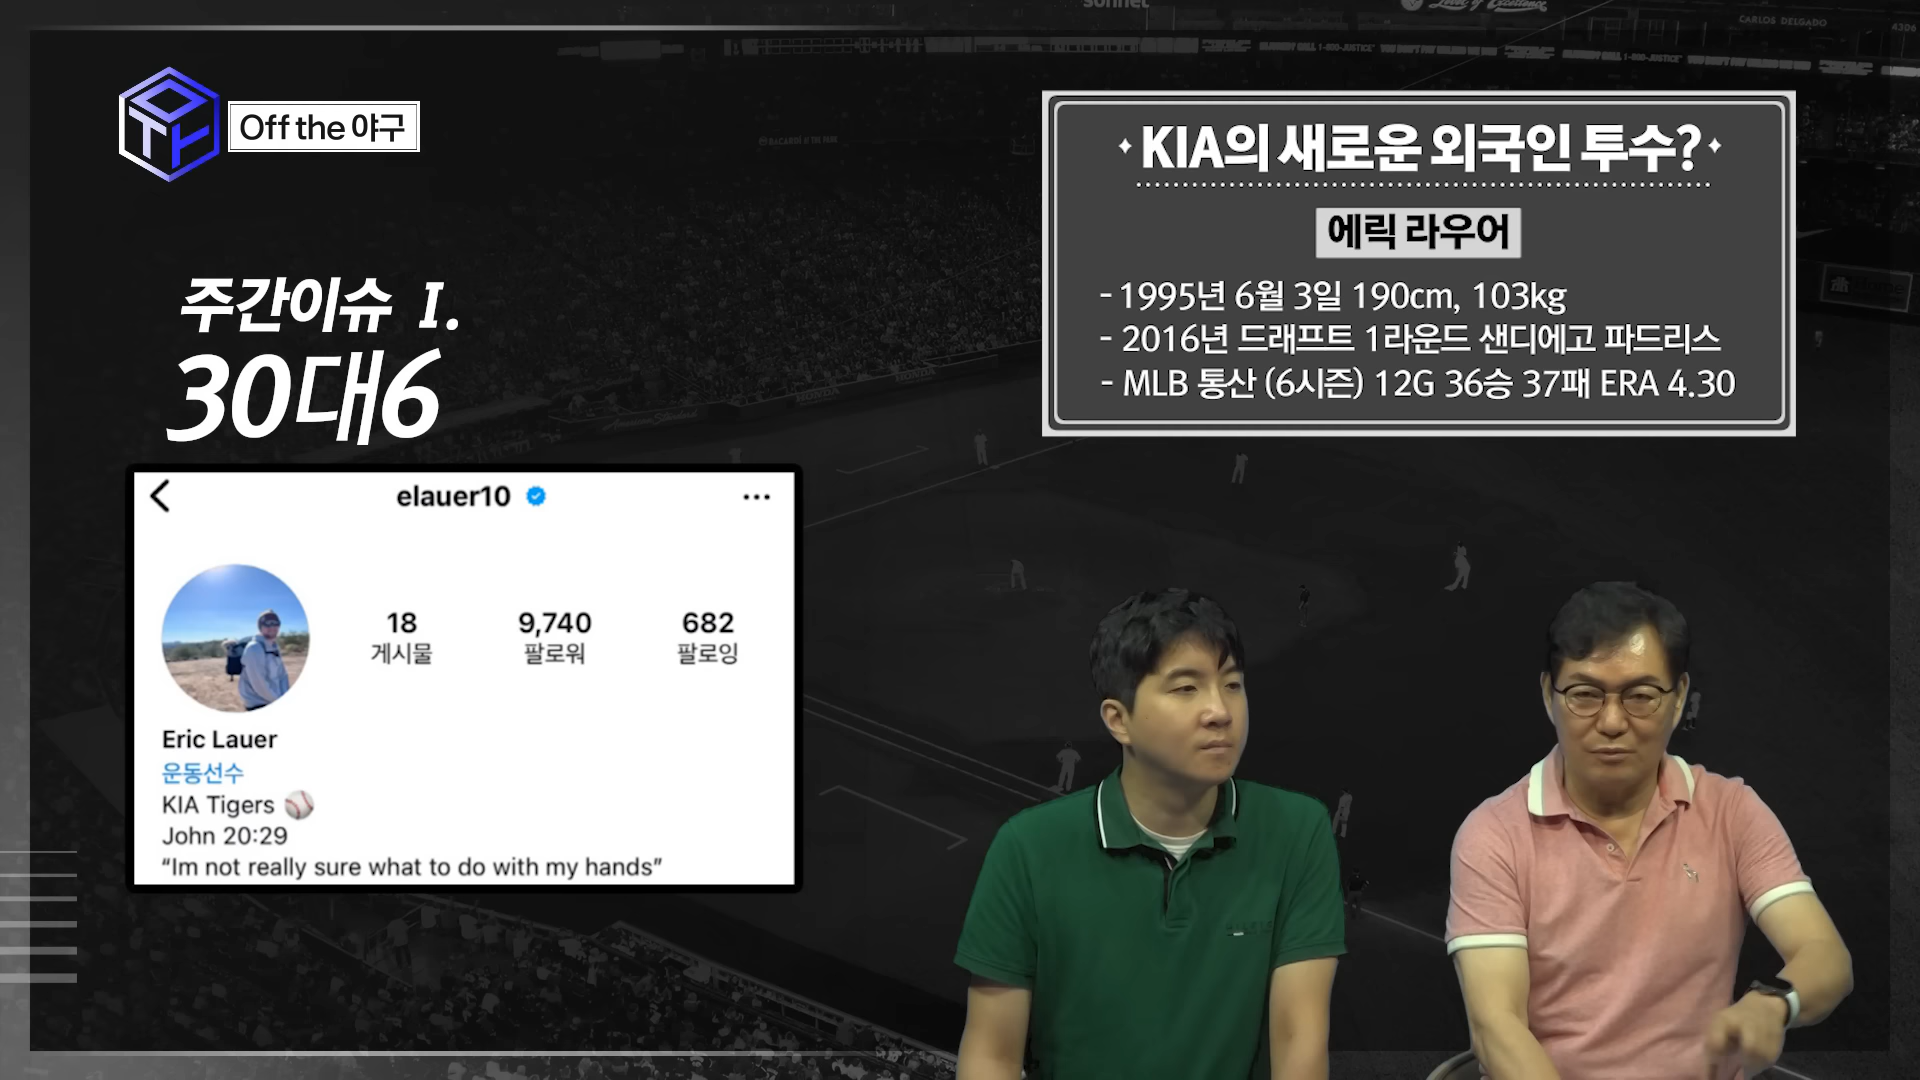 Off the 야구
주간이슈 I.
30대6
KIA의 새로운 외국인 투수?
에릭 라우어
- 1995년 6월 3일 190cm, 103kg
- 2016년 드래프트 1라운드 샌디에고 파드리스
- MLB 통산 (6시즌) 12G 36승 37패 ERA 4.30
elauer10
18
게시물
9,740
팔로워
682
팔로잉
Eric Lauer
운동선수
KIA Tigers
John 20:29
“Im not really sure what to do with my hands”
CARLOS DELGADO
HONDA
HONDA